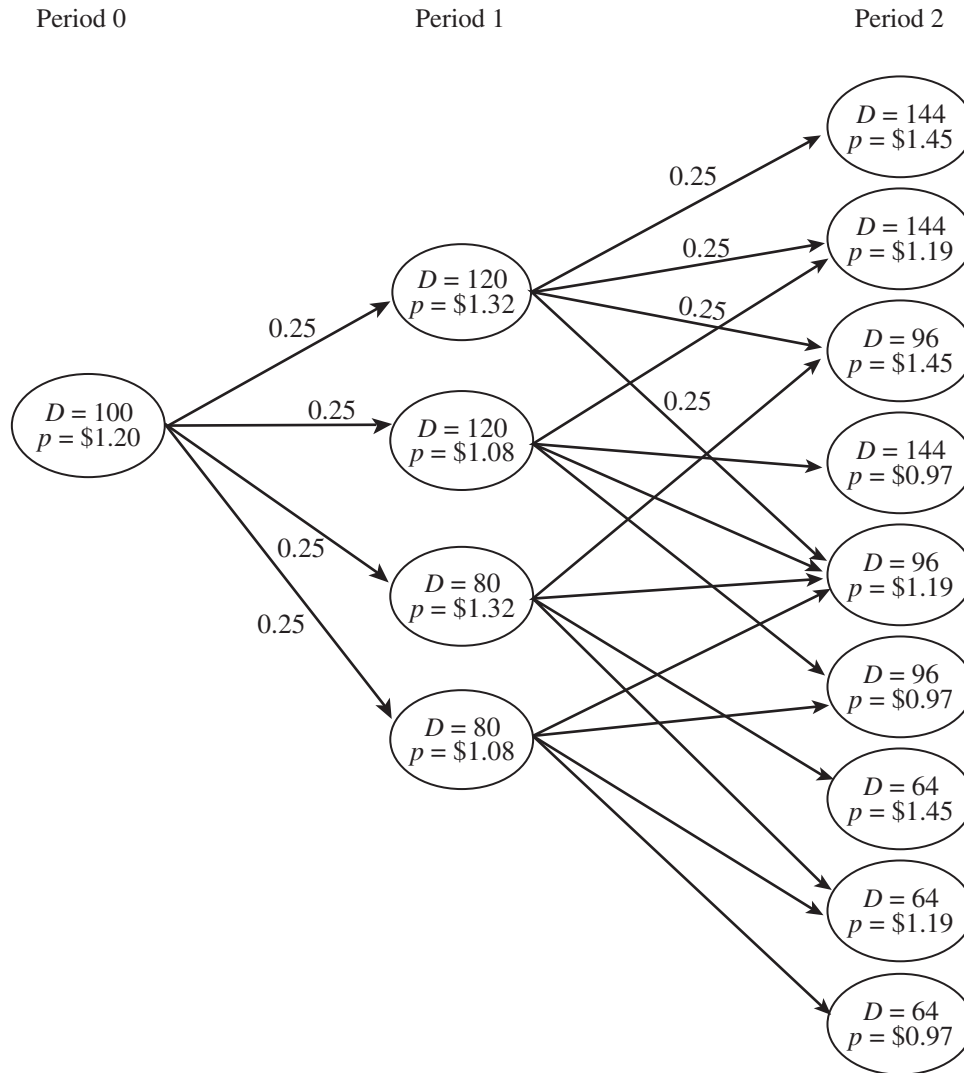 Period 0
Period 1
Period 2
D = 100
p = $1.20
0.25
0.25
0.25
0.25
D = 120
p = $1.32
D = 120
p = $1.08
D = 80
p = $1.32
D = 80
p = $1.08
0.25
0.25
0.25
0.25
D = 144
p = $1.45
D = 144
p = $1.19
D = 96
p = $1.45
D = 144
p = $0.97
D = 96
p = $1.19
D = 96
p = $0.97
D = 64
p = $1.45
D = 64
p = $1.19
D = 64
p = $0.97